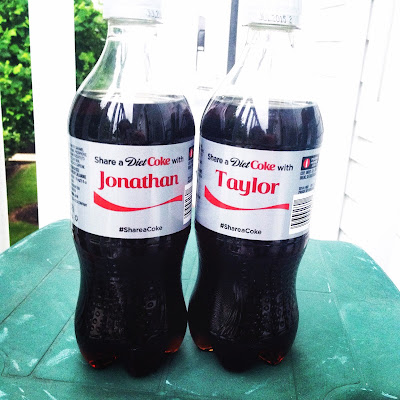 Share a Diet Coke with
Jonathan
#ShareaCoke
Share a Diet Coke with
Taylor
#ShareaCoke